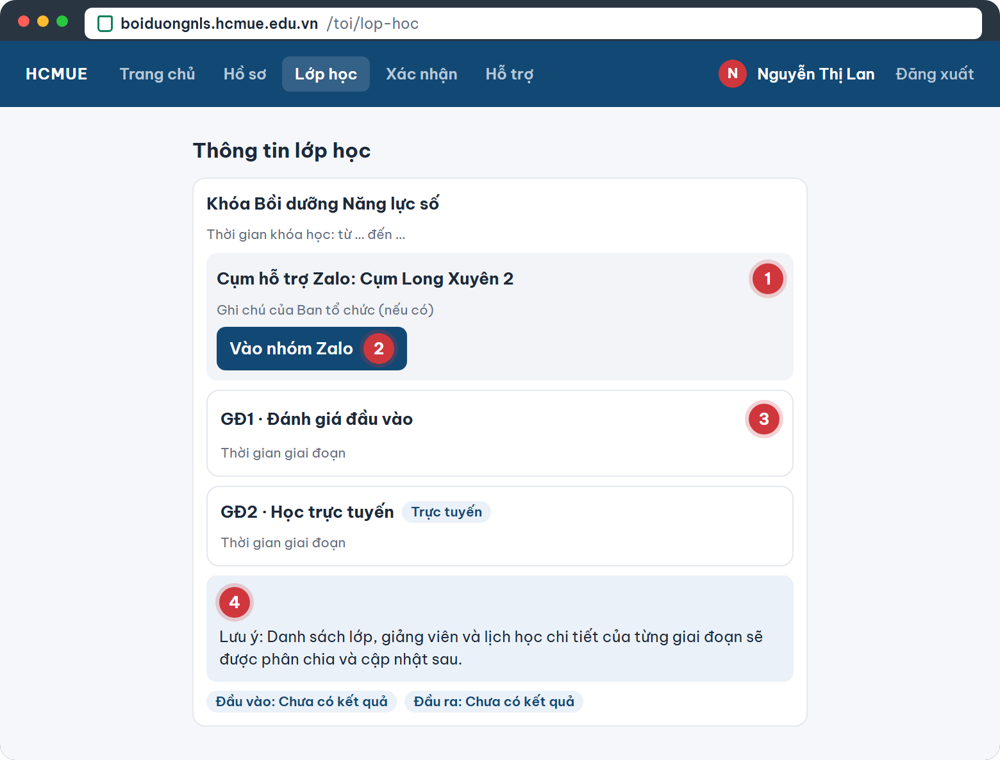 boiduongnls.hcmue.edu.vn /toi/lop-hoc
HCMUE Trang chủ Hồ sơ Lớp học Xác nhận Hỗ trợ N Nguyễn Thị Lan Đăng xuất
Thông tin lớp học
Khóa Bồi dưỡng Năng lực số
Thời gian khóa học: từ ... đến ...
Cụm hỗ trợ Zalo: Cụm Long Xuyên 2 1
Ghi chú của Ban tổ chức (nếu có)
Vào nhóm Zalo 2
GĐ1 · Đánh giá đầu vào 3
Thời gian giai đoạn
GĐ2 · Học trực tuyến Trực tuyến
Thời gian giai đoạn
4
Lưu ý: Danh sách lớp, giảng viên và lịch học chi tiết của từng giai đoạn sẽ
được phân chia và cập nhật sau.
Đầu vào: Chưa có kết quả Đầu ra: Chưa có kết quả